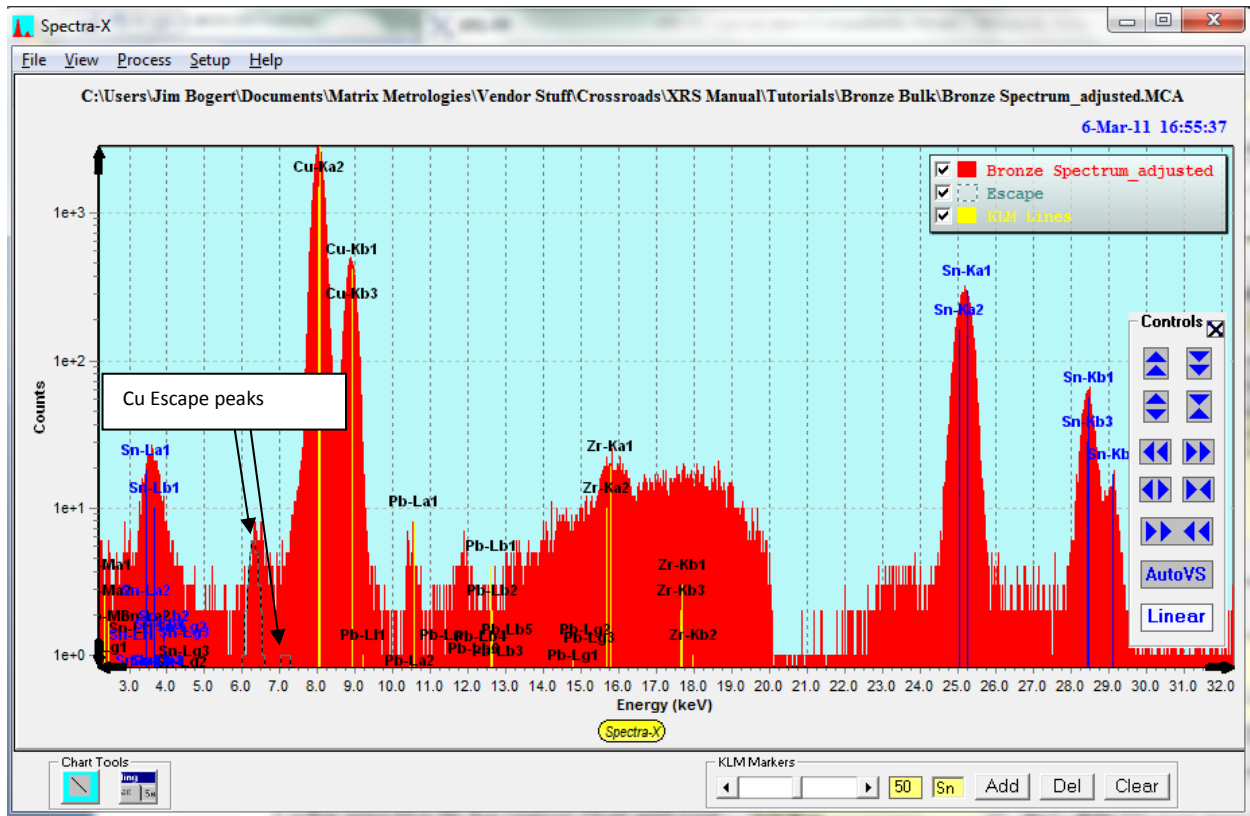 Spectra-X
File View Process Setup Help
C:\Users\Jim Bogert\Documents\Matrix Metrologies\Vendor Stuff\Crossroads\XRS Manual\Tutorials\Bronze Bulk\Bronze Spectrum_adjusted.MCA
6-Mar-11 16:55:37
Bronze Spectrum_adjusted
Escape
KLM Lines
Counts
1e+3
1e+2
1e+1
1e+0
Cu-Ka2
Cu-Kb1
Cu-Kb3
Cu Escape peaks
Sn-La1
Sn-Lb1
Sn-La2
Pb-La1
Pb-Lb1
Pb-Lb2
Pb-Ll1
Pb-Lb5
Pb-Lb4
Pb-Lb3
Pb-La2
Pb-Lg2
Pb-Lg3
Pb-Lg1
Zr-Ka1
Zr-Ka2
Zr-Kb1
Zr-Kb3
Zr-Kb2
Sn-Ka1
Sn-Ka2
Sn-Kb1
Sn-Kb3
Sn-Kb
Ma1
Sn-Lg3
Controls
AutoVS
Linear
3.0 4.0 5.0 6.0 7.0 8.0 9.0 10.0 11.0 12.0 13.0 14.0 15.0 16.0 17.0 18.0 19.0 20.0 21.0 22.0 23.0 24.0 25.0 26.0 27.0 28.0 29.0 30.0 31.0 32.0
Energy (keV)
Spectra-X
Chart Tools
KLM Markers
50 Sn Add Del Clear